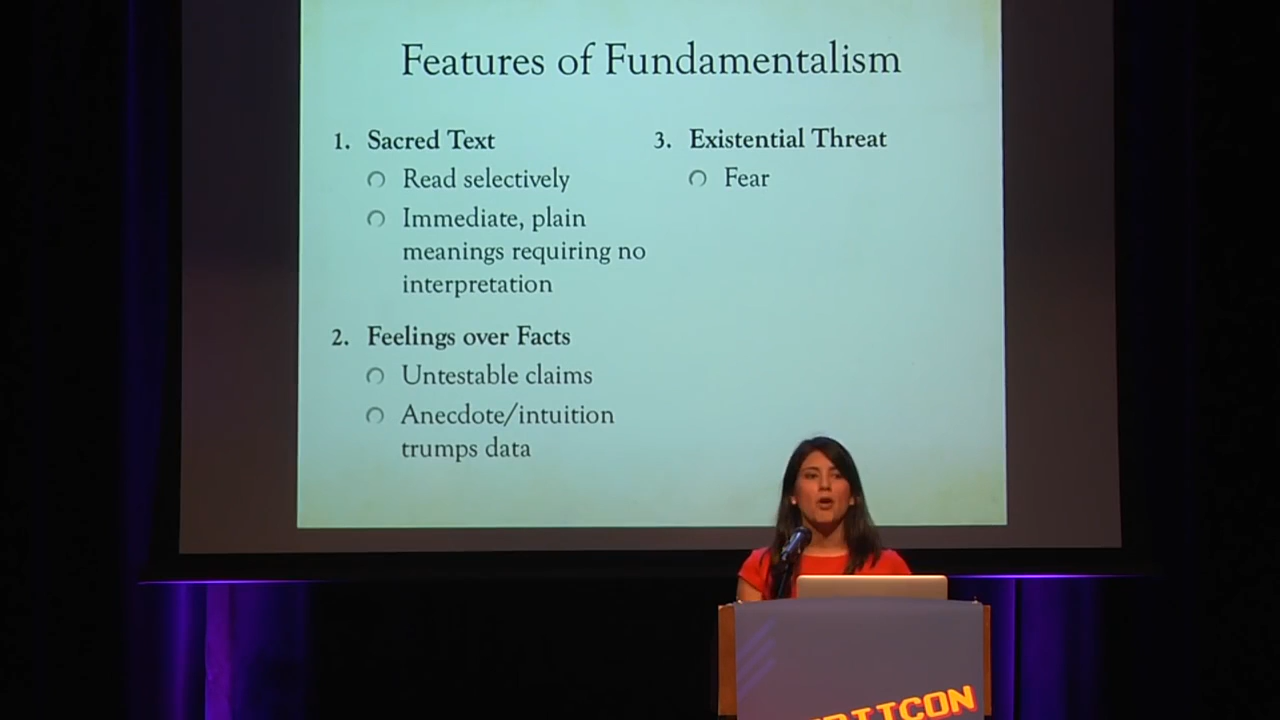 Features of Fundamentalism
1. Sacred Text
Read selectively
Immediate, plain
meanings requiring no
interpretation
2. Feelings over Facts
Untestable claims
Anecdote/intuition
trumps data
3. Existential Threat
Fear